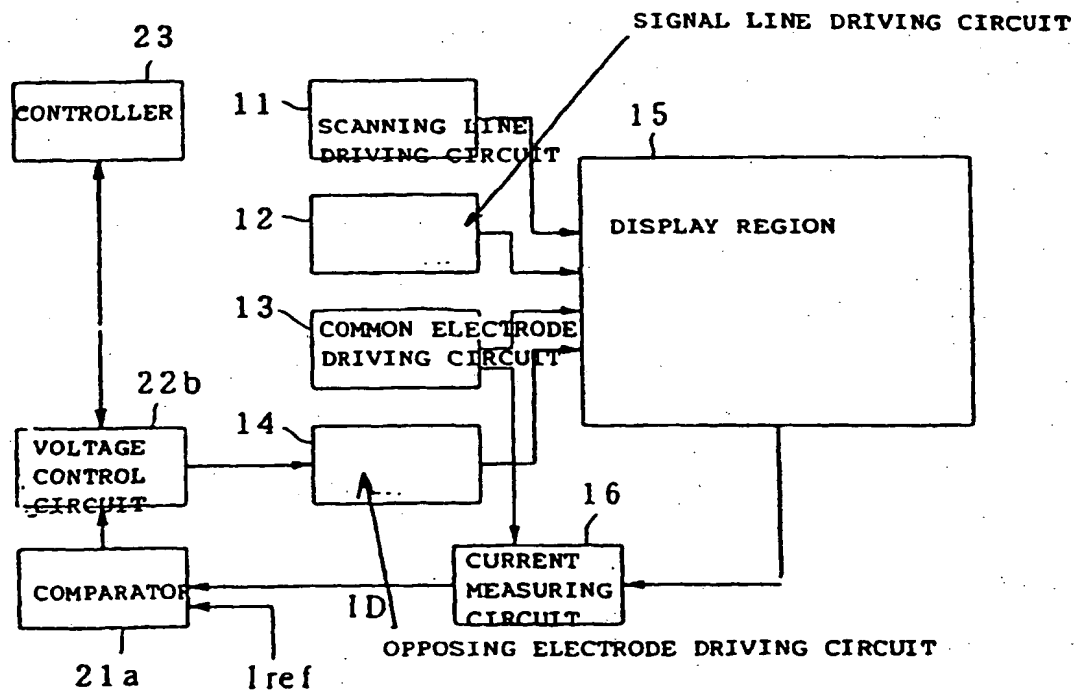 SIGNAL LINE DRIVING CIRCUIT
23
CONTROLLER
11
SCANNING LINE
DRIVING CIRCUIT
15
DISPLAY REGION
12
...
13
COMMON ELECTRODE
DRIVING CIRCUIT
22b
VOLTAGE
CONTROL
CIRCUIT
14
...
16
CURRENT
MEASURING
CIRCUIT
COMPARATOR
ID
OPPOSING ELECTRODE DRIVING CIRCUIT
21a
Iref